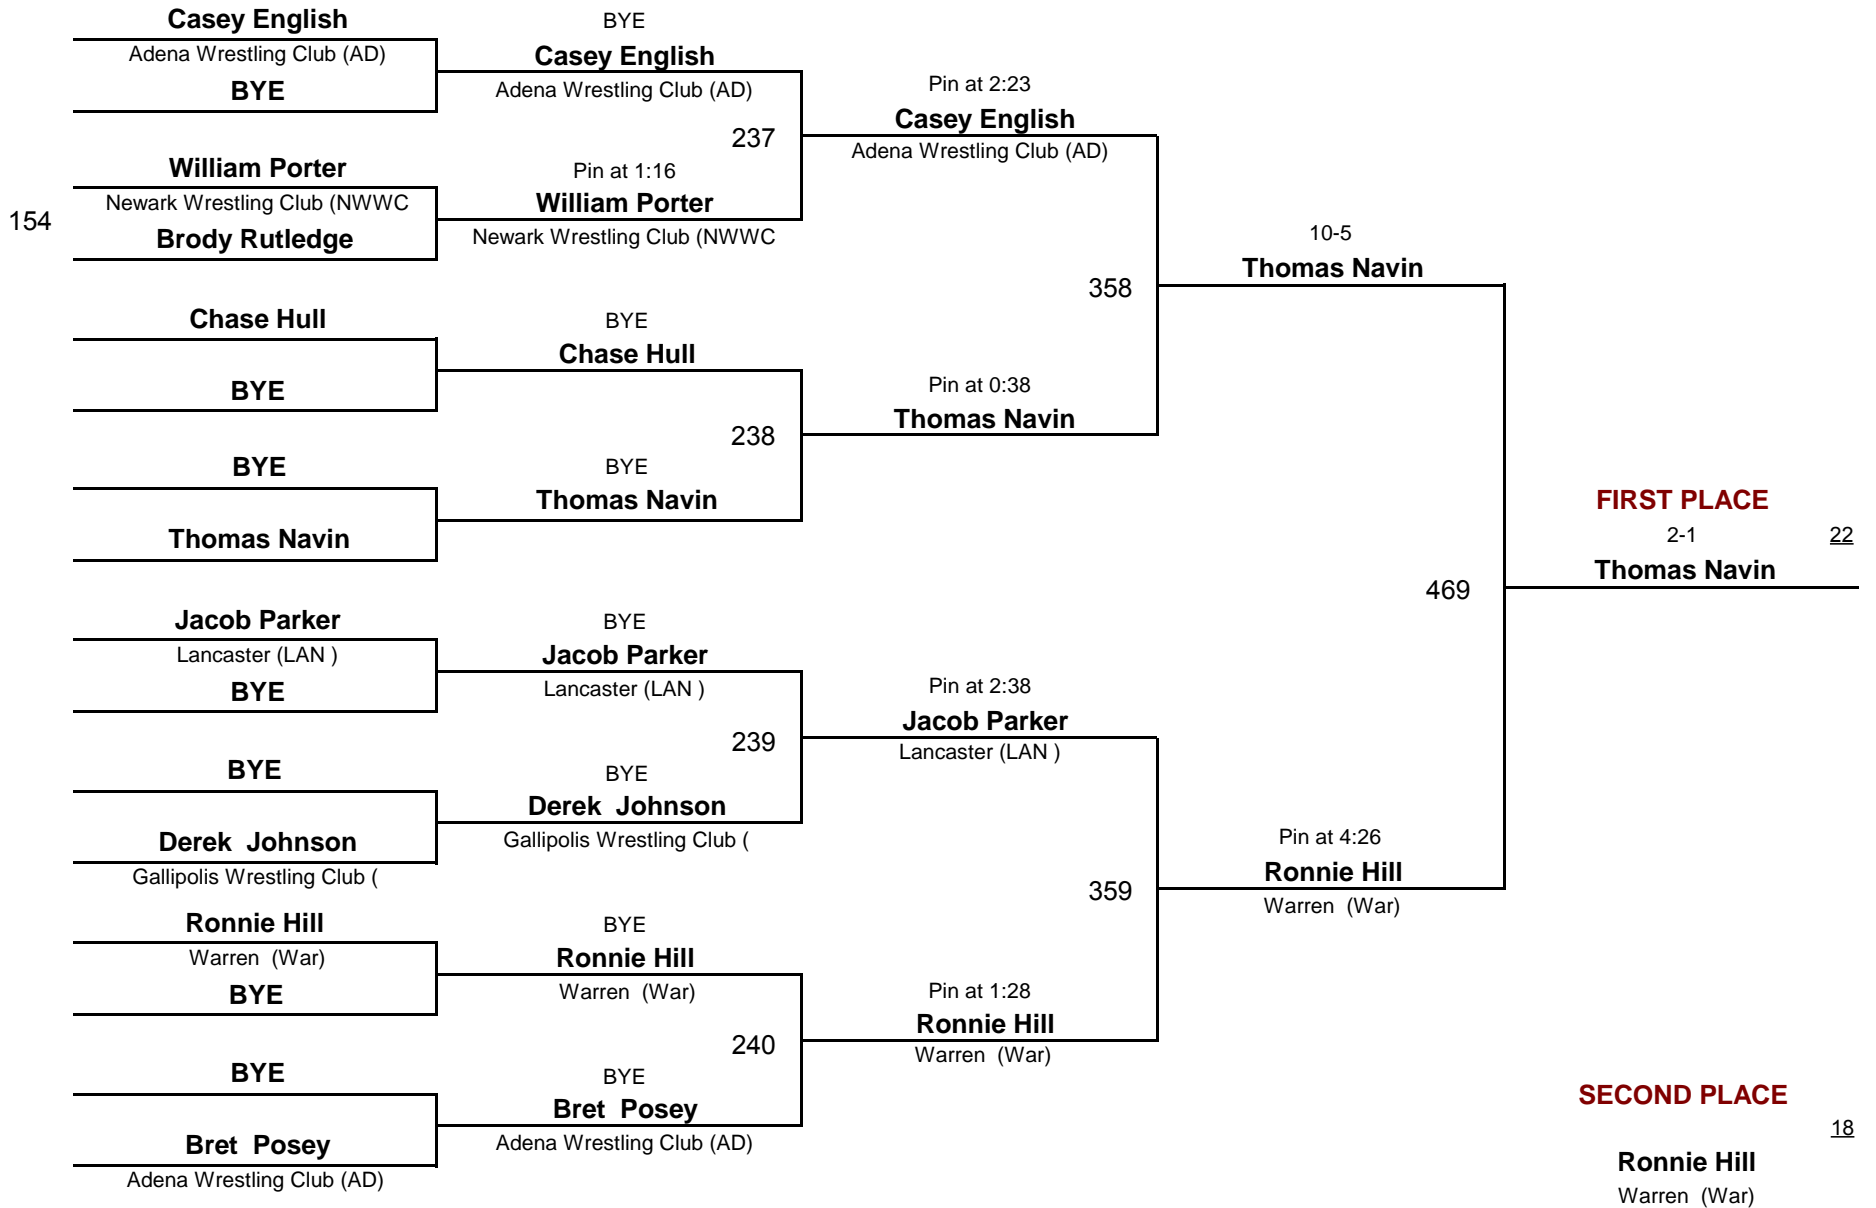 Casey English
Adena Wrestling Club (AD)
BYE
154
William Porter
Newark Wrestling Club (NWWC
Brody Rutledge
Chase Hull
BYE
BYE
Thomas Navin
Jacob Parker
Lancaster (LAN )
BYE
BYE
Derek  Johnson
Gallipolis Wrestling Club (
Ronnie Hill
Warren  (War)
BYE
BYE
Bret  Posey
Adena Wrestling Club (AD)
BYE
Casey English
Adena Wrestling Club (AD)
237
Pin at 1:16
William Porter
Newark Wrestling Club (NWWC
BYE
Chase Hull
238
BYE
Thomas Navin
BYE
Jacob Parker
Lancaster (LAN )
239
BYE
Derek  Johnson
Gallipolis Wrestling Club (
BYE
Ronnie Hill
Warren  (War)
240
BYE
Bret  Posey
Adena Wrestling Club (AD)
Pin at 2:23
Casey English
Adena Wrestling Club (AD)
358
Pin at 0:38
Thomas Navin
Pin at 2:38
Jacob Parker
Lancaster (LAN )
359
Pin at 1:28
Ronnie Hill
Warren  (War)
10-5
Thomas Navin
469
Pin at 4:26
Ronnie Hill
Warren  (War)
FIRST PLACE
2-1
22
Thomas Navin
SECOND PLACE
18
Ronnie Hill
Warren  (War)